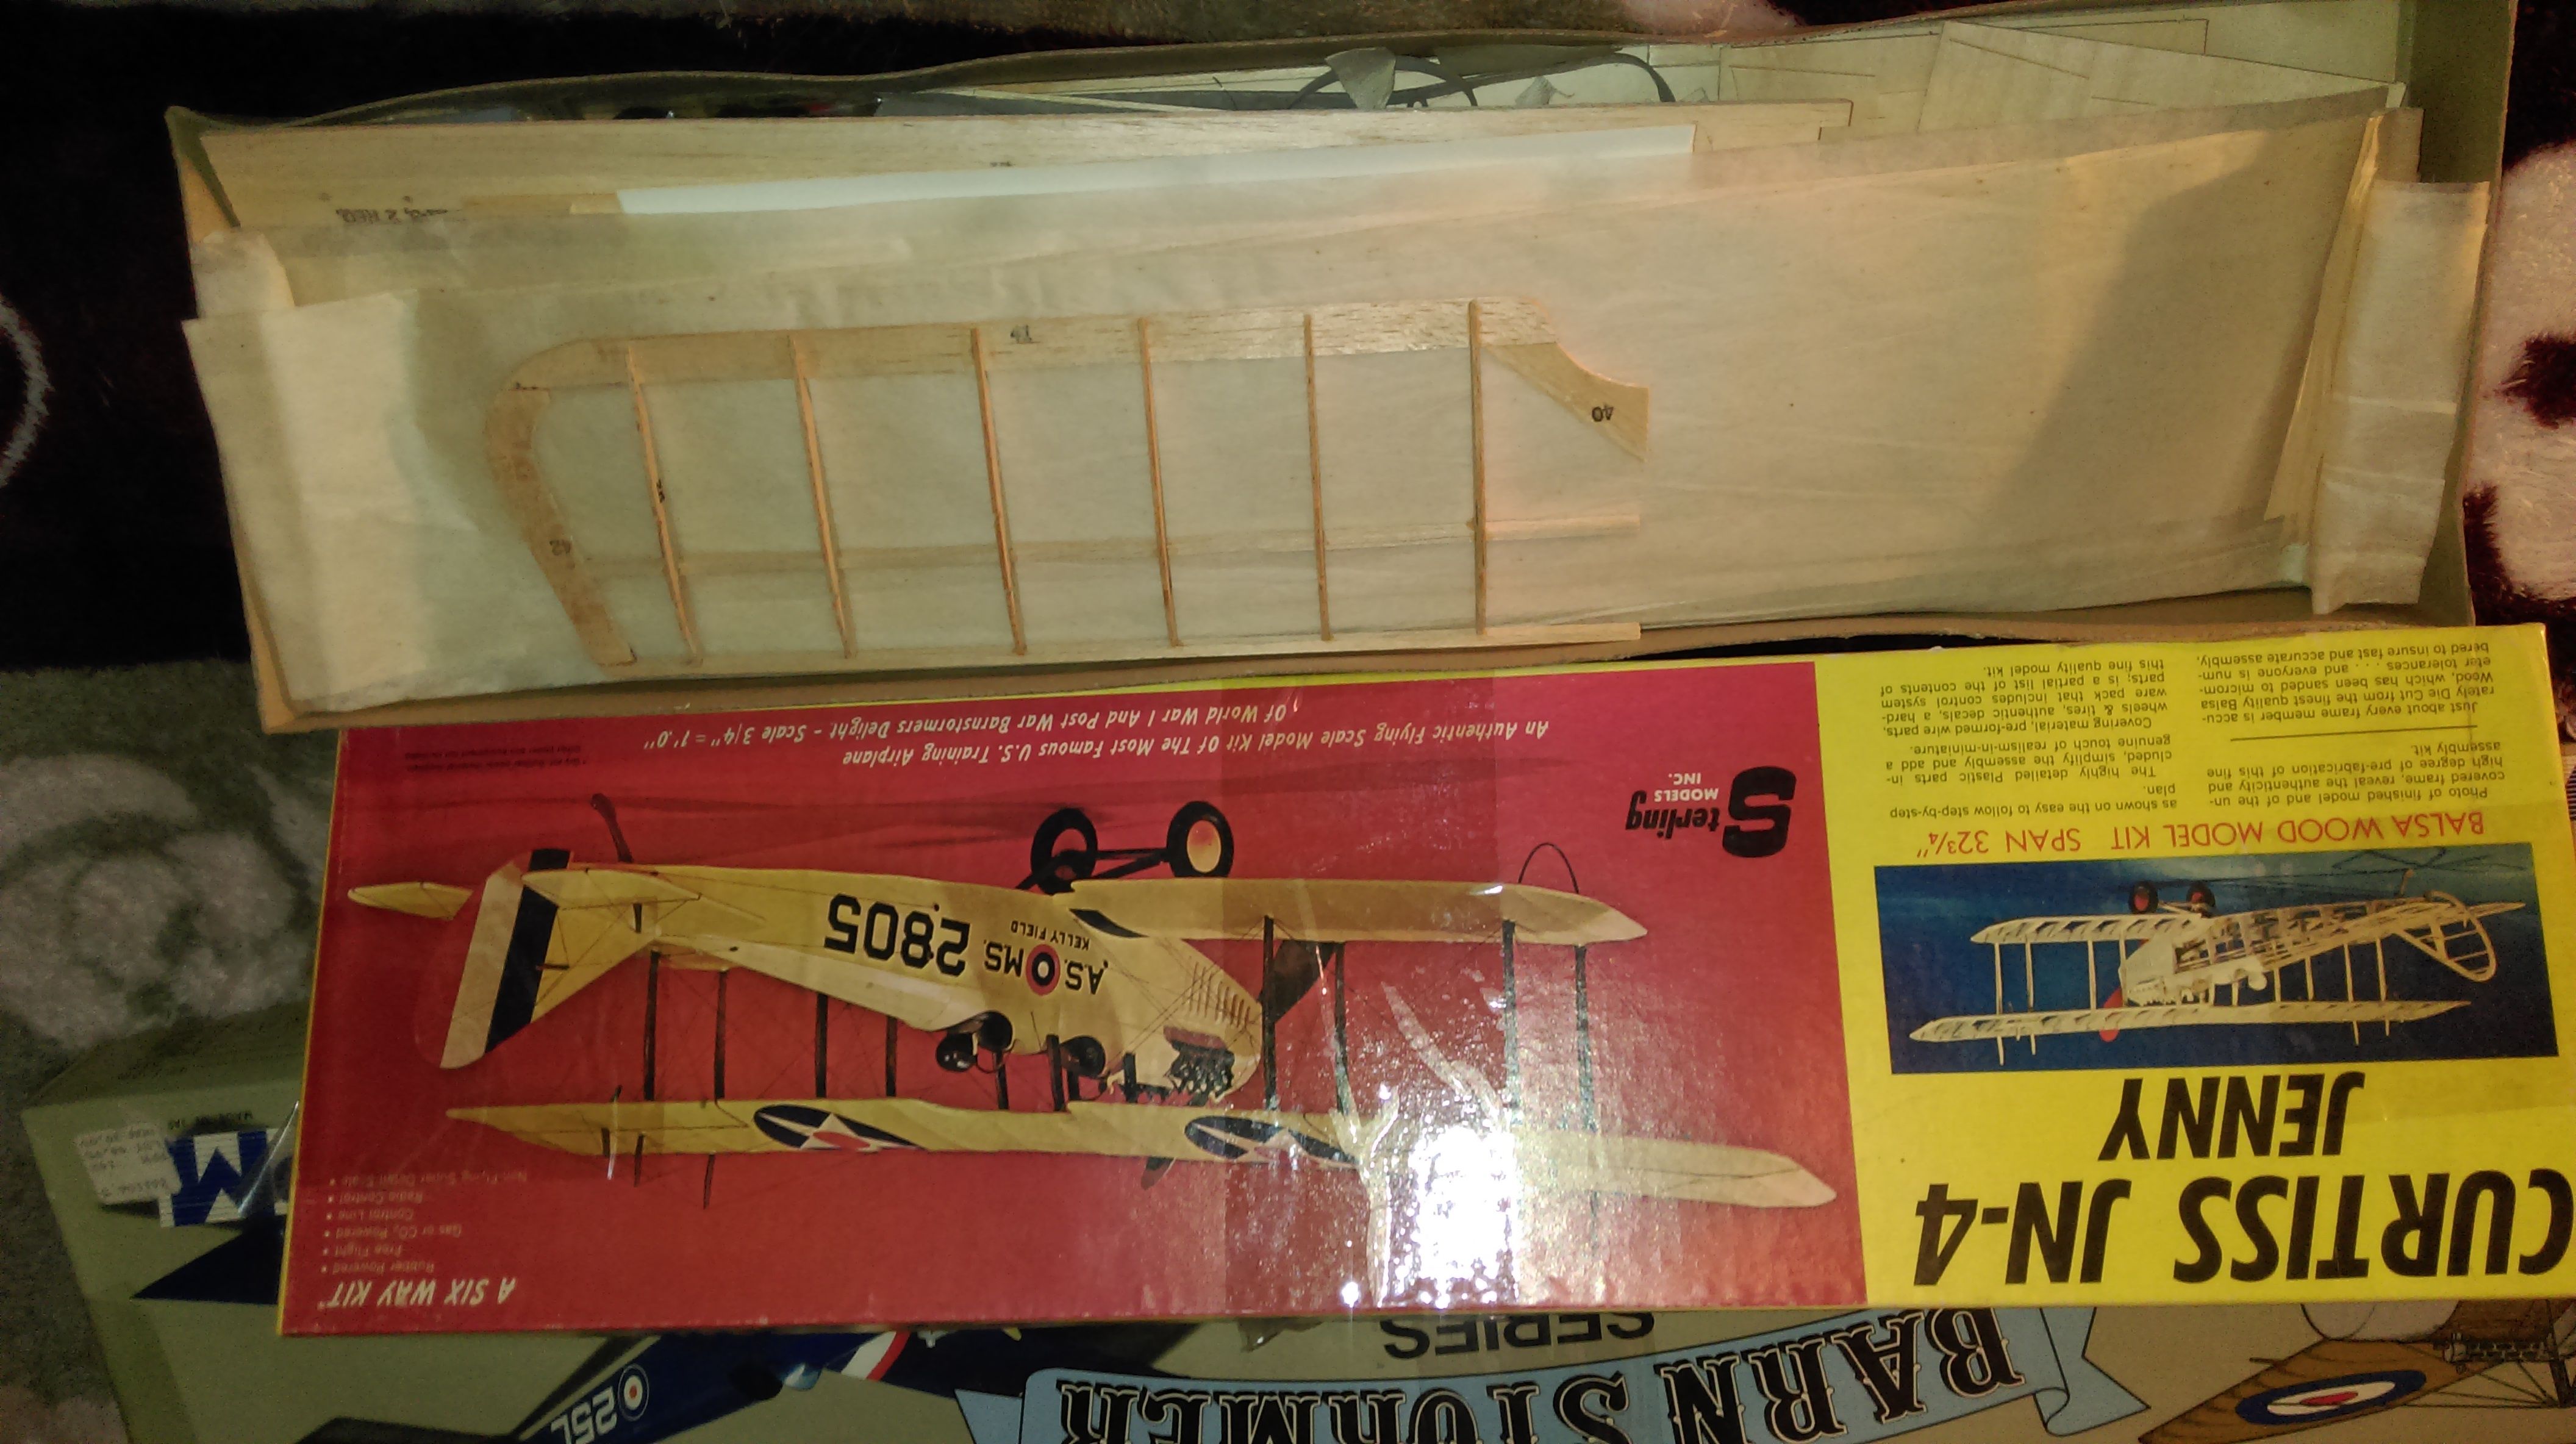 CURTISS JN-4
JENNY
BALSA WOOD MODEL KIT SPAN 32¾"
Photo of finished model and of the un-
covered frame, reveal the authenticity and
high degree of pre-fabrication of this fine
assembly kit.
Just about every frame member is accu-
rately Die Cut from the finest quality Balsa
Wood, which has been sanded to microm-
eter tolerances . . . . and everyone is num-
bered to insure fast and accurate assembly,
as shown on the easy to follow step-by-step
plan.
The highly detailed Plastic parts in-
cluded, simplify the assembly and add a
genuine touch of realism-in-miniature.
Covering material, pre-formed wire parts,
wheels & tires, authentic decals, a hard-
ware pack that includes control system
parts; is a partial list of the contents of
this fine quality model kit.
A SIX WAY KIT
Rubber Powered •
Free Flight •
Gas or CO₂ Powered •
Control Line •
Radio Control •
Non-Flying Super Detail Scale •
A.S. M.S. 2805
KELLY FIELD
Sterling
MODELS
INC.
An Authentic Flying Scale Model Kit Of The Most Famous U.S. Training Airplane
Of World War I And Post War Barnstormers Delight - Scale 3/4" = 1'.0"
40
42
BARNSTORMER
SERIES
25L
M